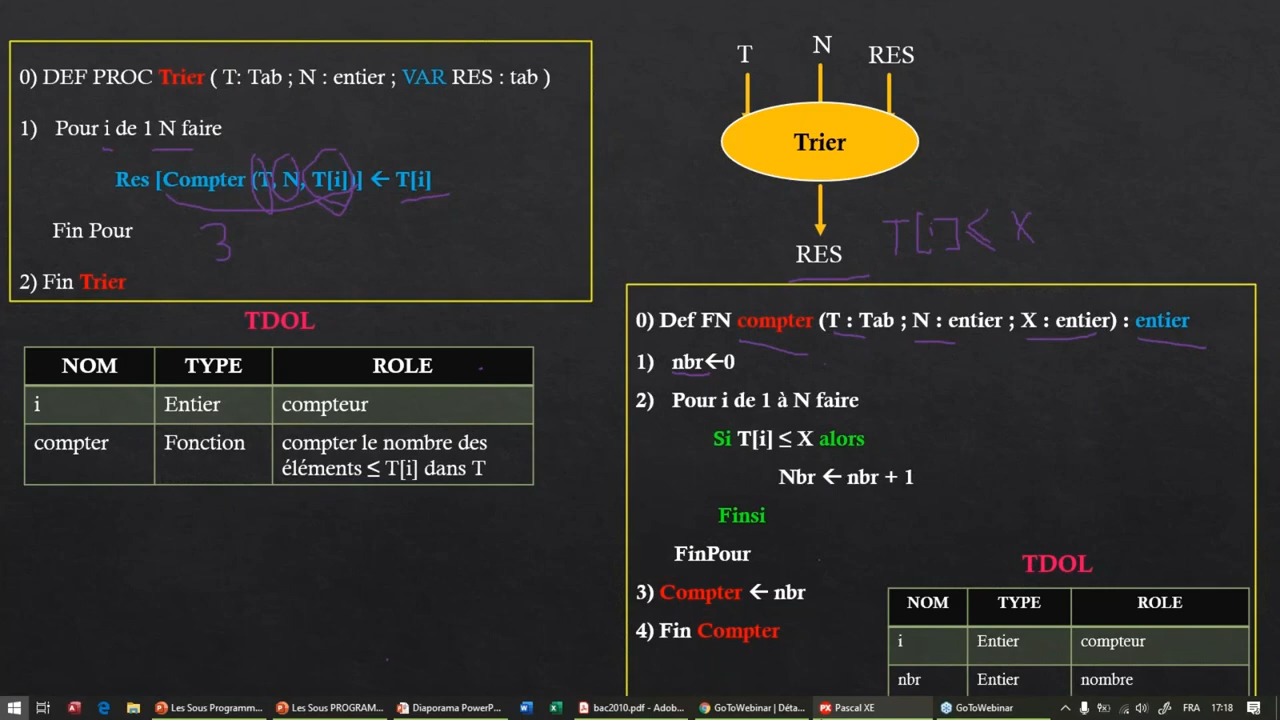 0) DEF PROC Trier ( T: Tab ; N : entier ; VAR RES : tab )
1) Pour i de 1 N faire
Res [Compter (T, N, T[i])] ← T[i]
3
Fin Pour
2) Fin Trier
TDOL
NOM TYPE ROLE
i Entier compteur
compter Fonction compter le nombre des
éléments ≤ T[i] dans T
T N RES
Trier
RES
T[i] ≤ X
0) Def FN compter (T : Tab ; N : entier ; X : entier) : entier
1) nbr←0
2) Pour i de 1 à N faire
Si T[i] ≤ X alors
Nbr ← nbr + 1
Finsi
FinPour
3) Compter ← nbr
4) Fin Compter
TDOL
NOM TYPE ROLE
i Entier compteur
nbr Entier nombre
Les Sous Programm... Les Sous PROGRAM... Diaporama PowerP... bac2010.pdf - Adob... GoToWebinar | Déta... Pascal XE GoToWebinar FRA 17:18